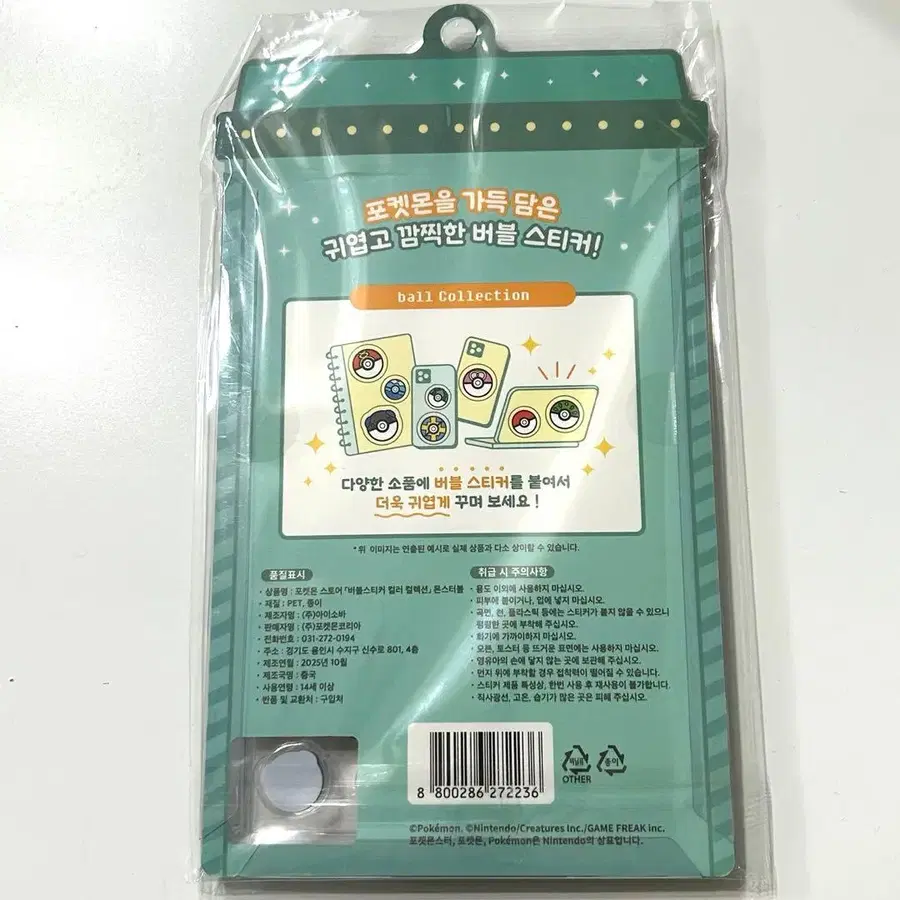 포켓몬을 가득 담은
귀엽고 깜찍한 버블 스티커!
ball Collection
다양한 소품에 버블 스티커를 붙여서
더욱 귀엽게 꾸며 보세요 !
* 위 이미지는 연출된 예시로 실제 상품과 다소 상이할 수 있습니다.
품질표시
· 상품명 : 포켓몬 스토어 「버블스티커 컬러 컬렉션」 몬스터볼
· 재질 : PET, 종이
· 제조자명 : (주)아이소바
· 판매자명 : (주)포켓몬코리아
· 전화번호 : 031-272-0194
· 주소 : 경기도 용인시 수지구 신수로 801, 4층
· 제조연월 : 2025년 10월
· 제조국명 : 중국
· 사용연령 : 14세 이상
· 반품 및 교환처 : 구입처
취급 시 주의사항
· 용도 이외에 사용하지 마십시오.
· 피부에 붙이거나, 입에 넣지 마십시오.
· 곡면, 천, 플라스틱 등에는 스티커가 붙지 않을 수 있으니
평평한 곳에 부착해 주십시오.
· 화기에 가까이하지 마십시오.
· 오븐, 토스터 등 뜨거운 표면에는 사용하지 마십시오.
· 영유아의 손에 닿지 않는 곳에 보관해 주십시오.
· 먼지 위에 부착할 경우 접착력이 떨어질 수 있습니다.
· 스티커 제품 특성상, 한번 사용 후 재사용이 불가합니다.
· 직사광선, 고온, 습기가 많은 곳은 피해 주십시오.
8 800286 272236
비닐류
OTHER
종이
©Pokémon. ©Nintendo/Creatures Inc./GAME FREAK inc.
포켓몬스터, 포켓몬, Pokémon은 Nintendo의 상표입니다.